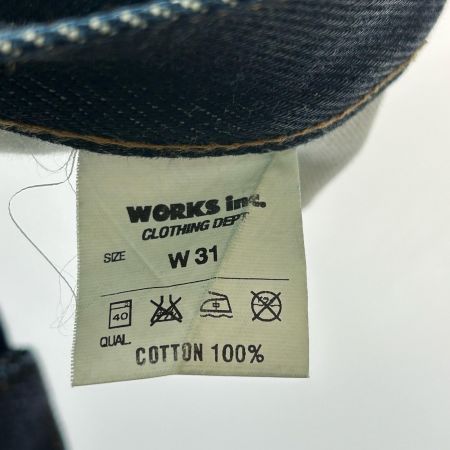 WORKS inc.
CLOTHING DEPT
SIZE W 31
40
QUAL.
COTTON 100%